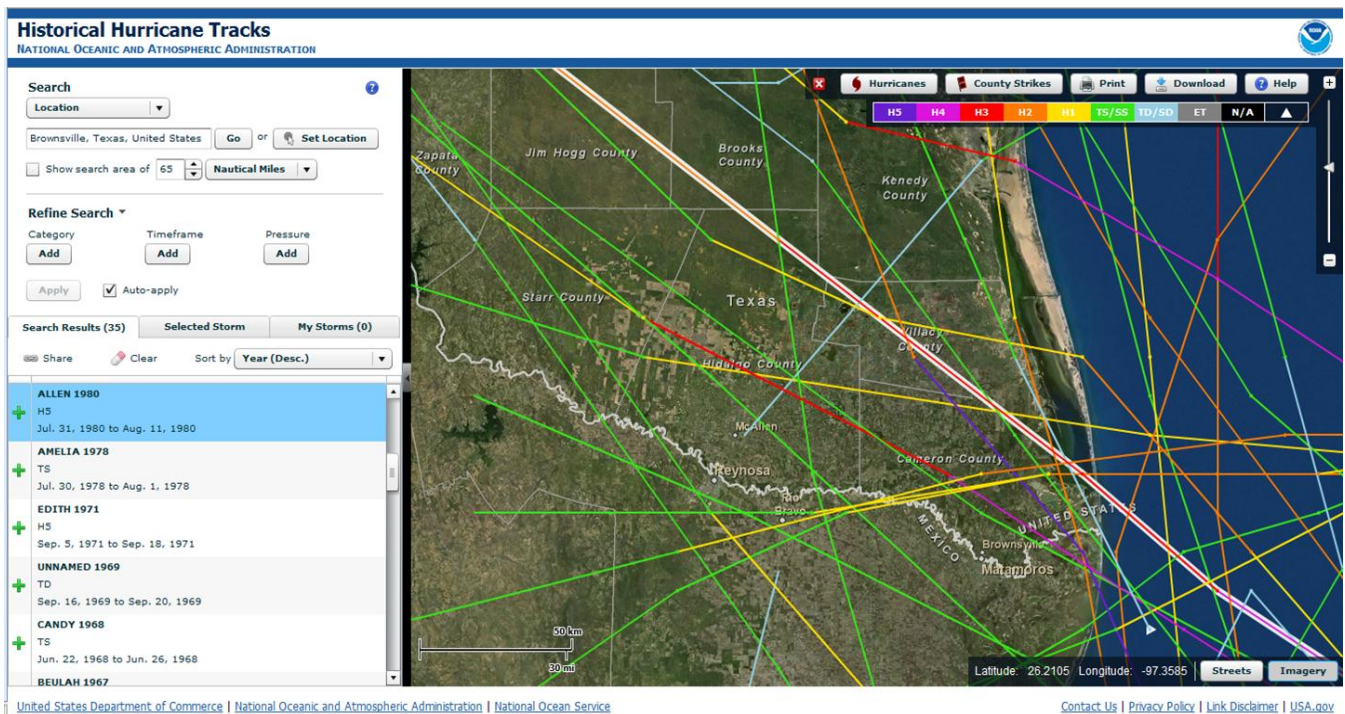 Historical Hurricane Tracks
NATIONAL OCEANIC AND ATMOSPHERIC ADMINISTRATION
Search
Location
Brownsville, Texas, United States Go or Set Location
Show search area of 65 Nautical Miles
Refine Search
Category Timeframe Pressure
Add Add Add
Apply Auto-apply
Search Results (35) Selected Storm My Storms (0)
Share Clear Sort by Year (Desc.)
ALLEN 1980
H5
Jul. 31, 1980 to Aug. 11, 1980
AMELIA 1978
TS
Jul. 30, 1978 to Aug. 1, 1978
EDITH 1971
H5
Sep. 5, 1971 to Sep. 18, 1971
UNNAMED 1969
TD
Sep. 16, 1969 to Sep. 20, 1969
CANDY 1968
TS
Jun. 22, 1968 to Jun. 26, 1968
BEULAH 1967
Hurricanes County Strikes Print Download Help
H5 H4 H3 H2 H1 TS/SS TD/SD ET N/A
Zapata County
Jim Hogg County
Brooks County
Kenedy County
Starr County
Texas
Willacy County
Hidalgo County
McAllen
Cameron County
Reynosa
Rio Bravo
UNITED STATES
MEXICO
Brownsville
Matamoros
50 km
30 mi
Latitude: 26.2105 Longitude: -97.3585 Streets Imagery
United States Department of Commerce | National Oceanic and Atmospheric Administration | National Ocean Service
Contact Us | Privacy Policy | Link Disclaimer | USA.gov